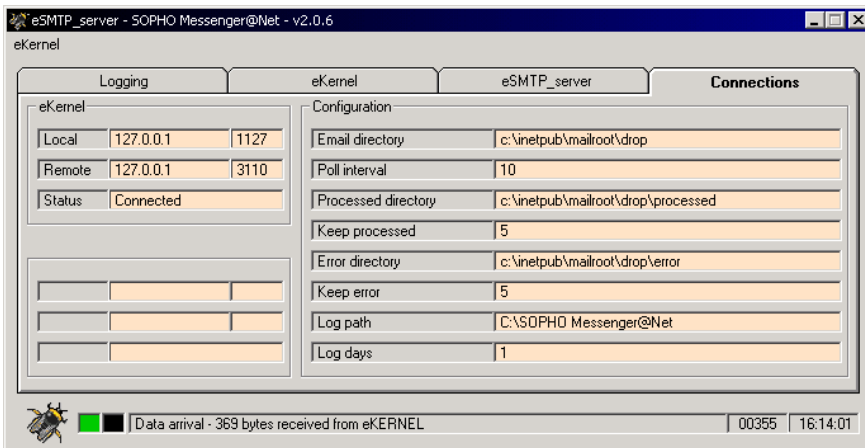 eSMTP_server - SOPHO Messenger@Net - v2.0.6
eKernel
Logging eKernel eSMTP_server Connections
eKernel
Local 127.0.0.1 1127
Remote 127.0.0.1 3110
Status Connected
Configuration
Email directory c:\inetpub\mailroot\drop
Poll interval 10
Processed directory c:\inetpub\mailroot\drop\processed
Keep processed 5
Error directory c:\inetpub\mailroot\drop\error
Keep error 5
Log path C:\SOPHO Messenger@Net
Log days 1
Data arrival - 369 bytes received from eKERNEL 00355 16:14:01